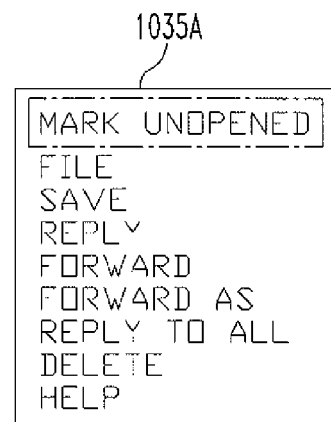 1035A
MARK UNOPENED
FILE
SAVE
REPLY
FORWARD
FORWARD AS
REPLY TO ALL
DELETE
HELP